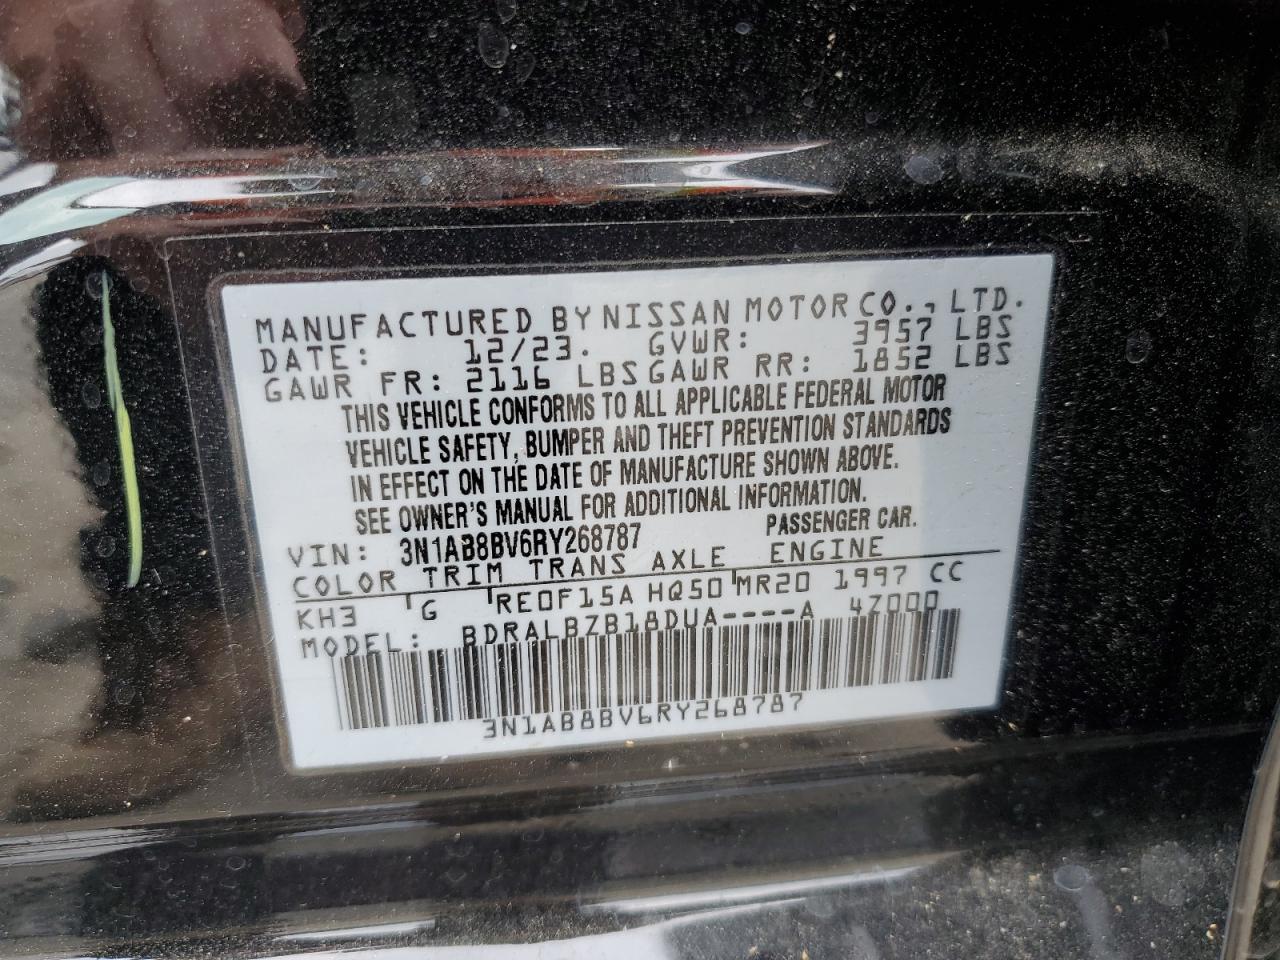 MANUFACTURED BY NISSAN MOTOR CO., LTD.
DATE: 12/23. GVWR: 3957 LBS
GAWR FR: 2116 LBS GAWR RR: 1852 LBS
THIS VEHICLE CONFORMS TO ALL APPLICABLE FEDERAL MOTOR
VEHICLE SAFETY, BUMPER AND THEFT PREVENTION STANDARDS
IN EFFECT ON THE DATE OF MANUFACTURE SHOWN ABOVE.
SEE OWNER'S MANUAL FOR ADDITIONAL INFORMATION.
VIN: 3N1AB8BV6RY268787 PASSENGER CAR.
COLOR TRIM TRANS AXLE ENGINE
KH3 G RE0F15A HQ50 MR20 1997 CC
MODEL: BDRALBZB18DUA----A 4Z000
3N1AB8BV6RY268787